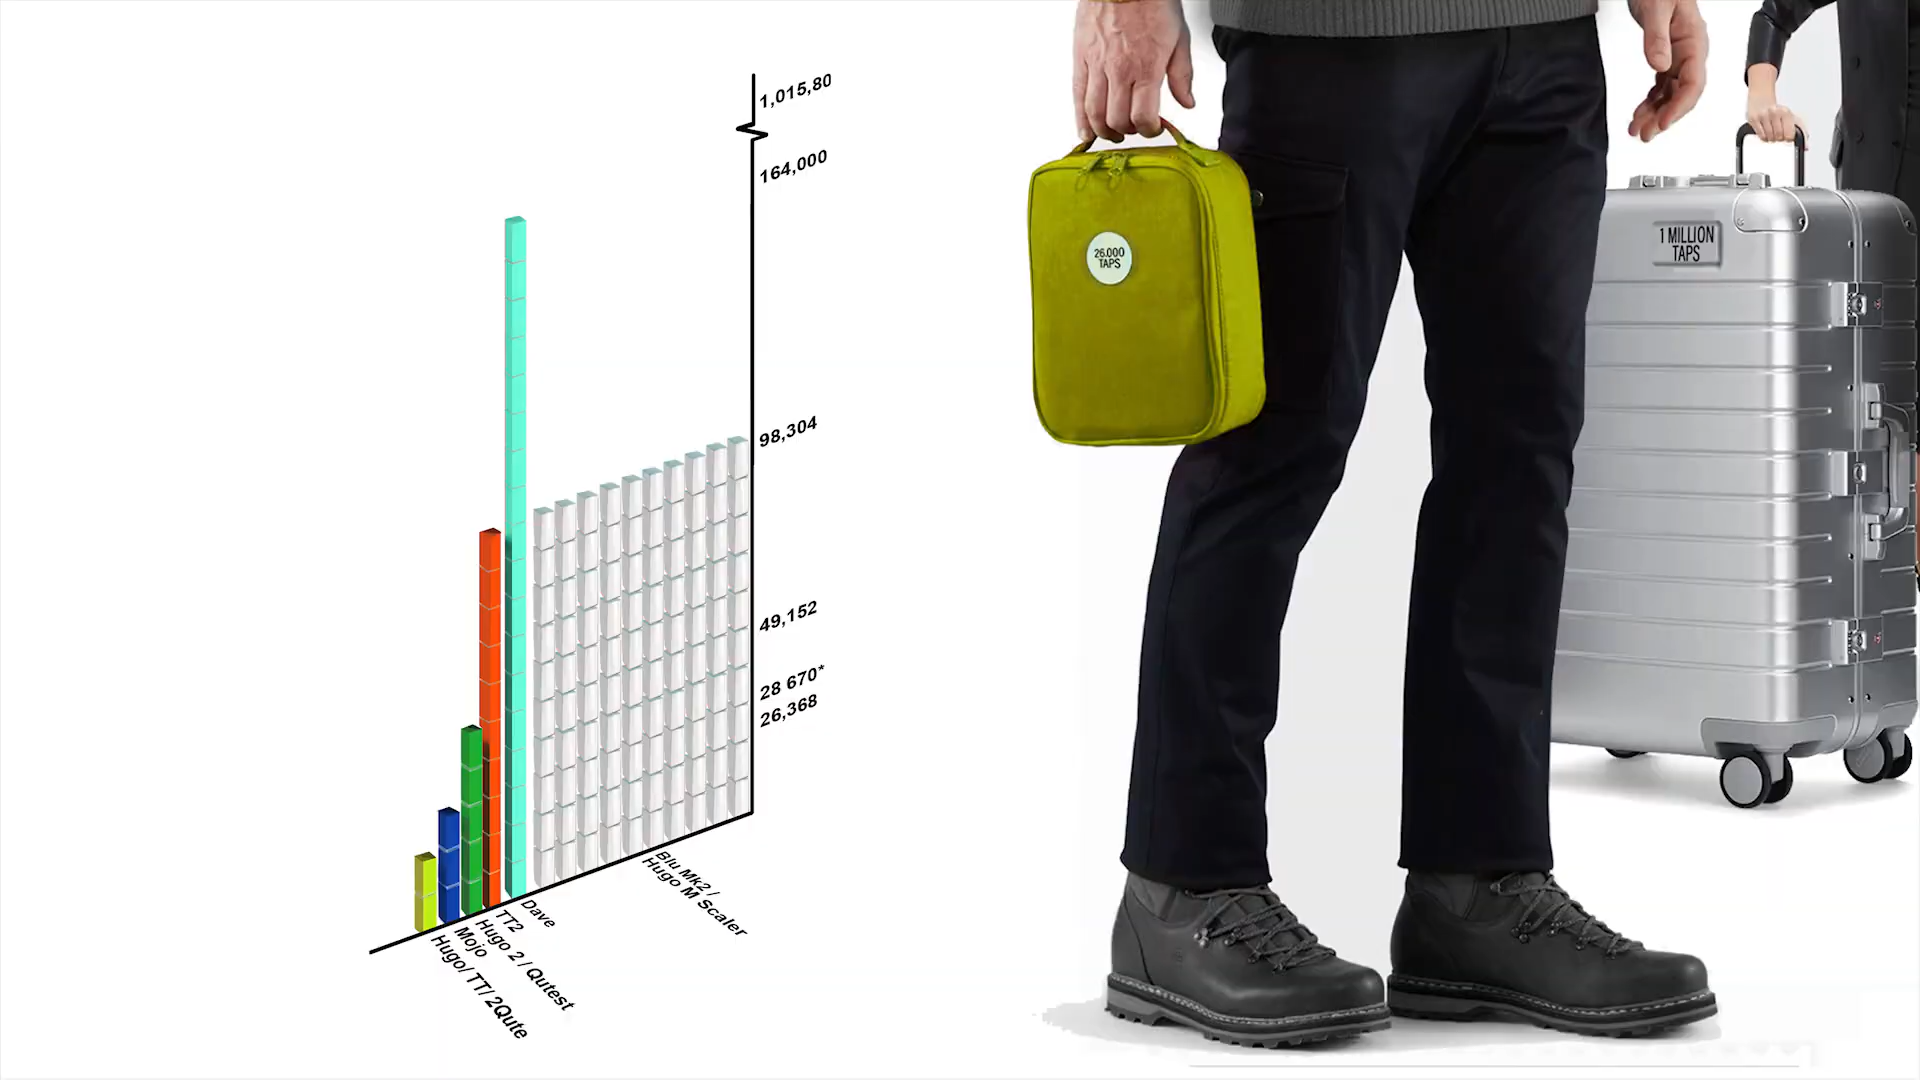 1,015,80
164,000
98,304
49,152
28 670*
26,368
Blu Mk2 /
Hugo M Scaler
Dave
TT2
Hugo 2 / Qutest
Mojo
Hugo/ TT/ 2Qute
26.000
TAPS
1 MILLION
TAPS